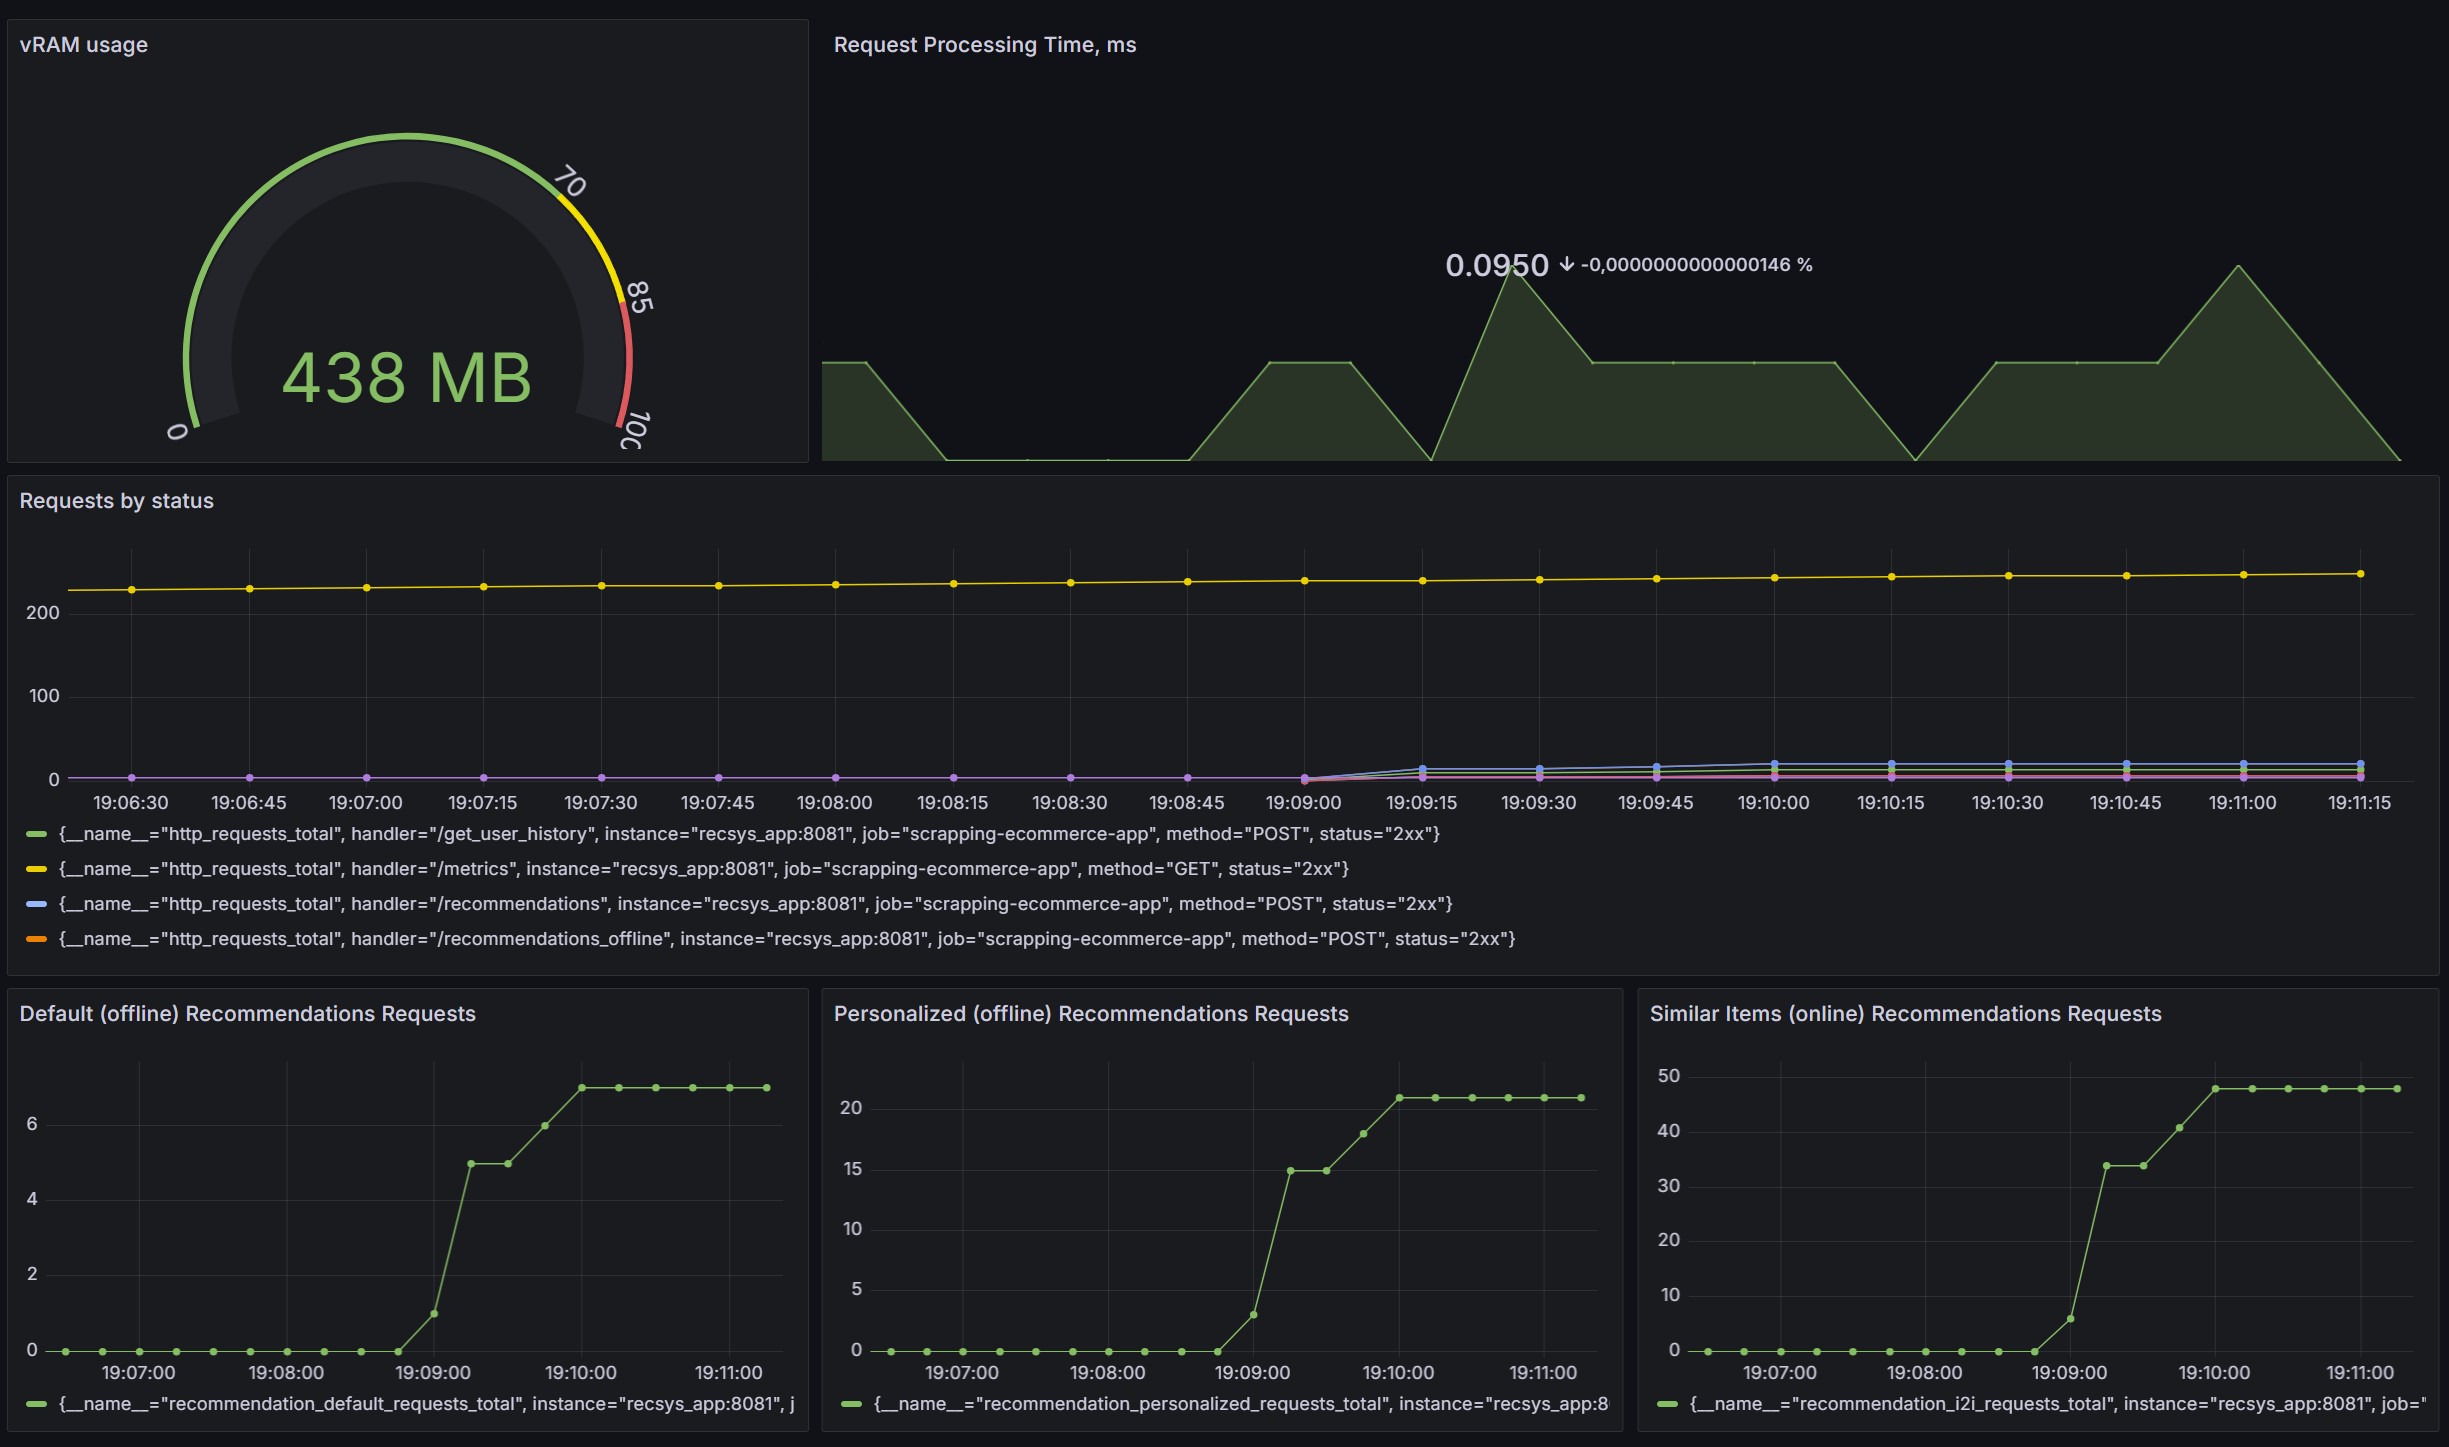 vRAM usage
0
70
85
100
438 MB
Request Processing Time, ms
0.0950 ↓ -0,0000000000000146 %
Requests by status
200
100
0
19:06:30 19:06:45 19:07:00 19:07:15 19:07:30 19:07:45 19:08:00 19:08:15 19:08:30 19:08:45 19:09:00 19:09:15 19:09:30 19:09:45 19:10:00 19:10:15 19:10:30 19:10:45 19:11:00 19:11:15
{__name__="http_requests_total", handler="/get_user_history", instance="recsys_app:8081", job="scrapping-ecommerce-app", method="POST", status="2xx"}
{__name__="http_requests_total", handler="/metrics", instance="recsys_app:8081", job="scrapping-ecommerce-app", method="GET", status="2xx"}
{__name__="http_requests_total", handler="/recommendations", instance="recsys_app:8081", job="scrapping-ecommerce-app", method="POST", status="2xx"}
{__name__="http_requests_total", handler="/recommendations_offline", instance="recsys_app:8081", job="scrapping-ecommerce-app", method="POST", status="2xx"}
Default (offline) Recommendations Requests
6
4
2
0
19:07:00 19:08:00 19:09:00 19:10:00 19:11:00
{__name__="recommendation_default_requests_total", instance="recsys_app:8081", j
Personalized (offline) Recommendations Requests
20
15
10
5
0
19:07:00 19:08:00 19:09:00 19:10:00 19:11:00
{__name__="recommendation_personalized_requests_total", instance="recsys_app:8
Similar Items (online) Recommendations Requests
50
40
30
20
10
0
19:07:00 19:08:00 19:09:00 19:10:00 19:11:00
{__name__="recommendation_i2i_requests_total", instance="recsys_app:8081", job="